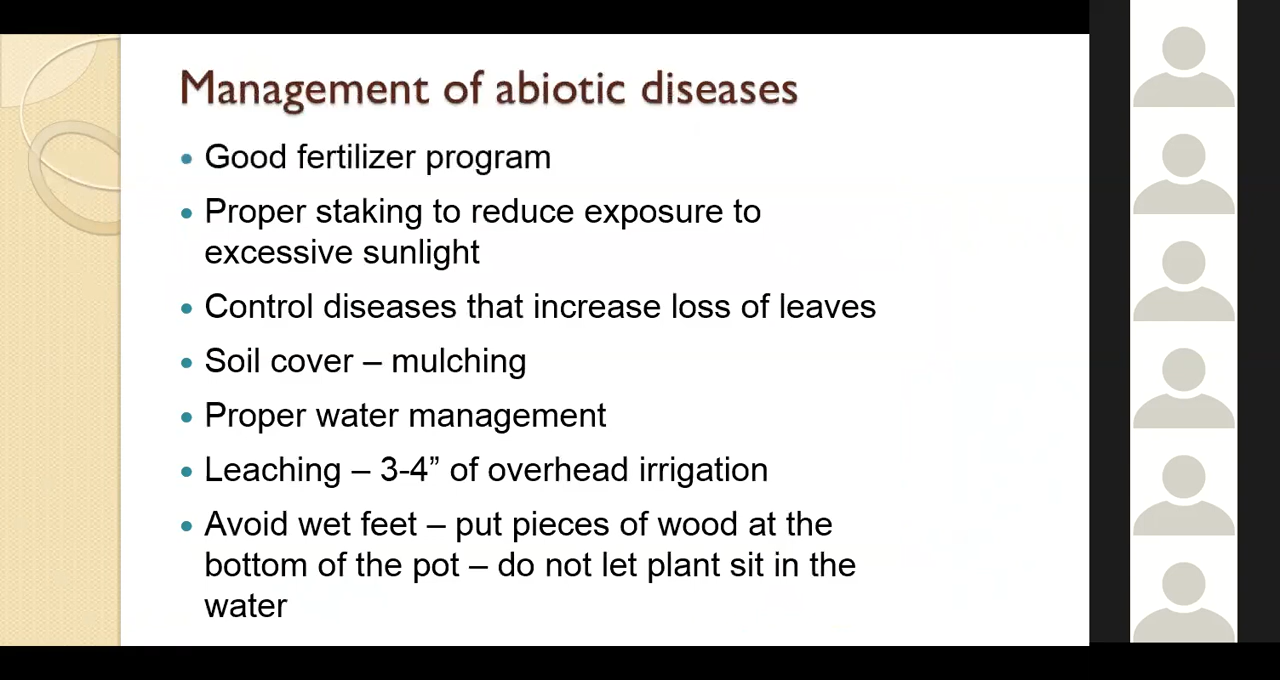 Management of abiotic diseases
• Good fertilizer program
• Proper staking to reduce exposure to
excessive sunlight
• Control diseases that increase loss of leaves
• Soil cover – mulching
• Proper water management
• Leaching – 3-4” of overhead irrigation
• Avoid wet feet – put pieces of wood at the
bottom of the pot – do not let plant sit in the
water